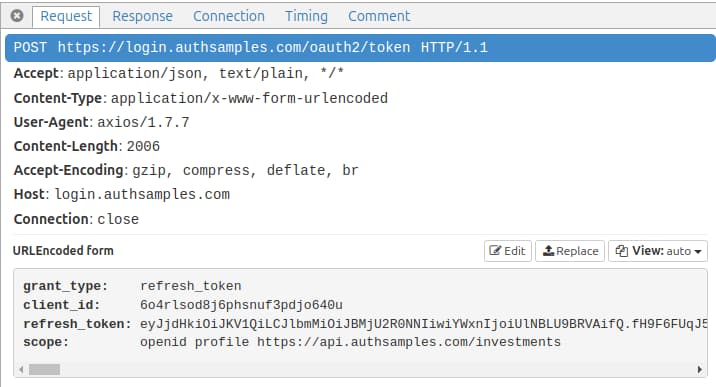 Request Response Connection Timing Comment
POST https://login.authsamples.com/oauth2/token HTTP/1.1
Accept: application/json, text/plain, */*
Content-Type: application/x-www-form-urlencoded
User-Agent: axios/1.7.7
Content-Length: 2006
Accept-Encoding: gzip, compress, deflate, br
Host: login.authsamples.com
Connection: close
URLEncoded form Edit Replace View: auto
grant_type: refresh_token
client_id: 6o4rlsod8j6phsnuf3pdjo640u
refresh_token: eyJjdHkiOiJKV1QiLCJlbmMiOiJBMjU2R0NNIiwiYWxnIjoiUlNBLU9BRVAifQ.fH9F6FUqJ5
scope: openid profile https://api.authsamples.com/investments